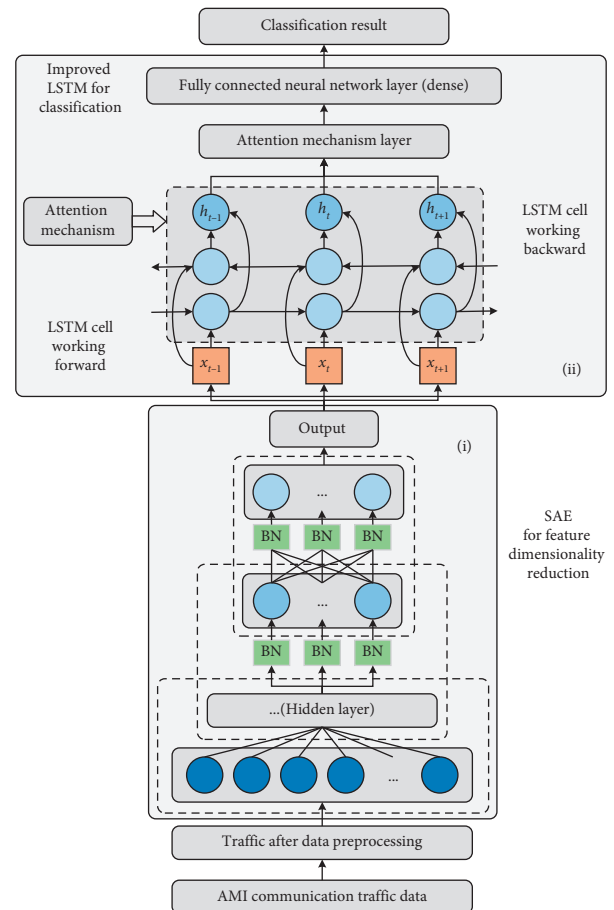 Classification result
Improved
LSTM for
classification
Fully connected neural network layer (dense)
Attention mechanism layer
Attention
mechanism
h_{t–1}
h_t
h_{t+1}
LSTM cell
working
backward
LSTM cell
working
forward
x_{t–1}
x_t
x_{t+1}
(ii)
Output
(i)
...
BN BN BN
SAE
for feature
dimensionality
reduction
...
BN BN BN
...(Hidden layer)
...
Traffic after data preprocessing
AMI communication traffic data